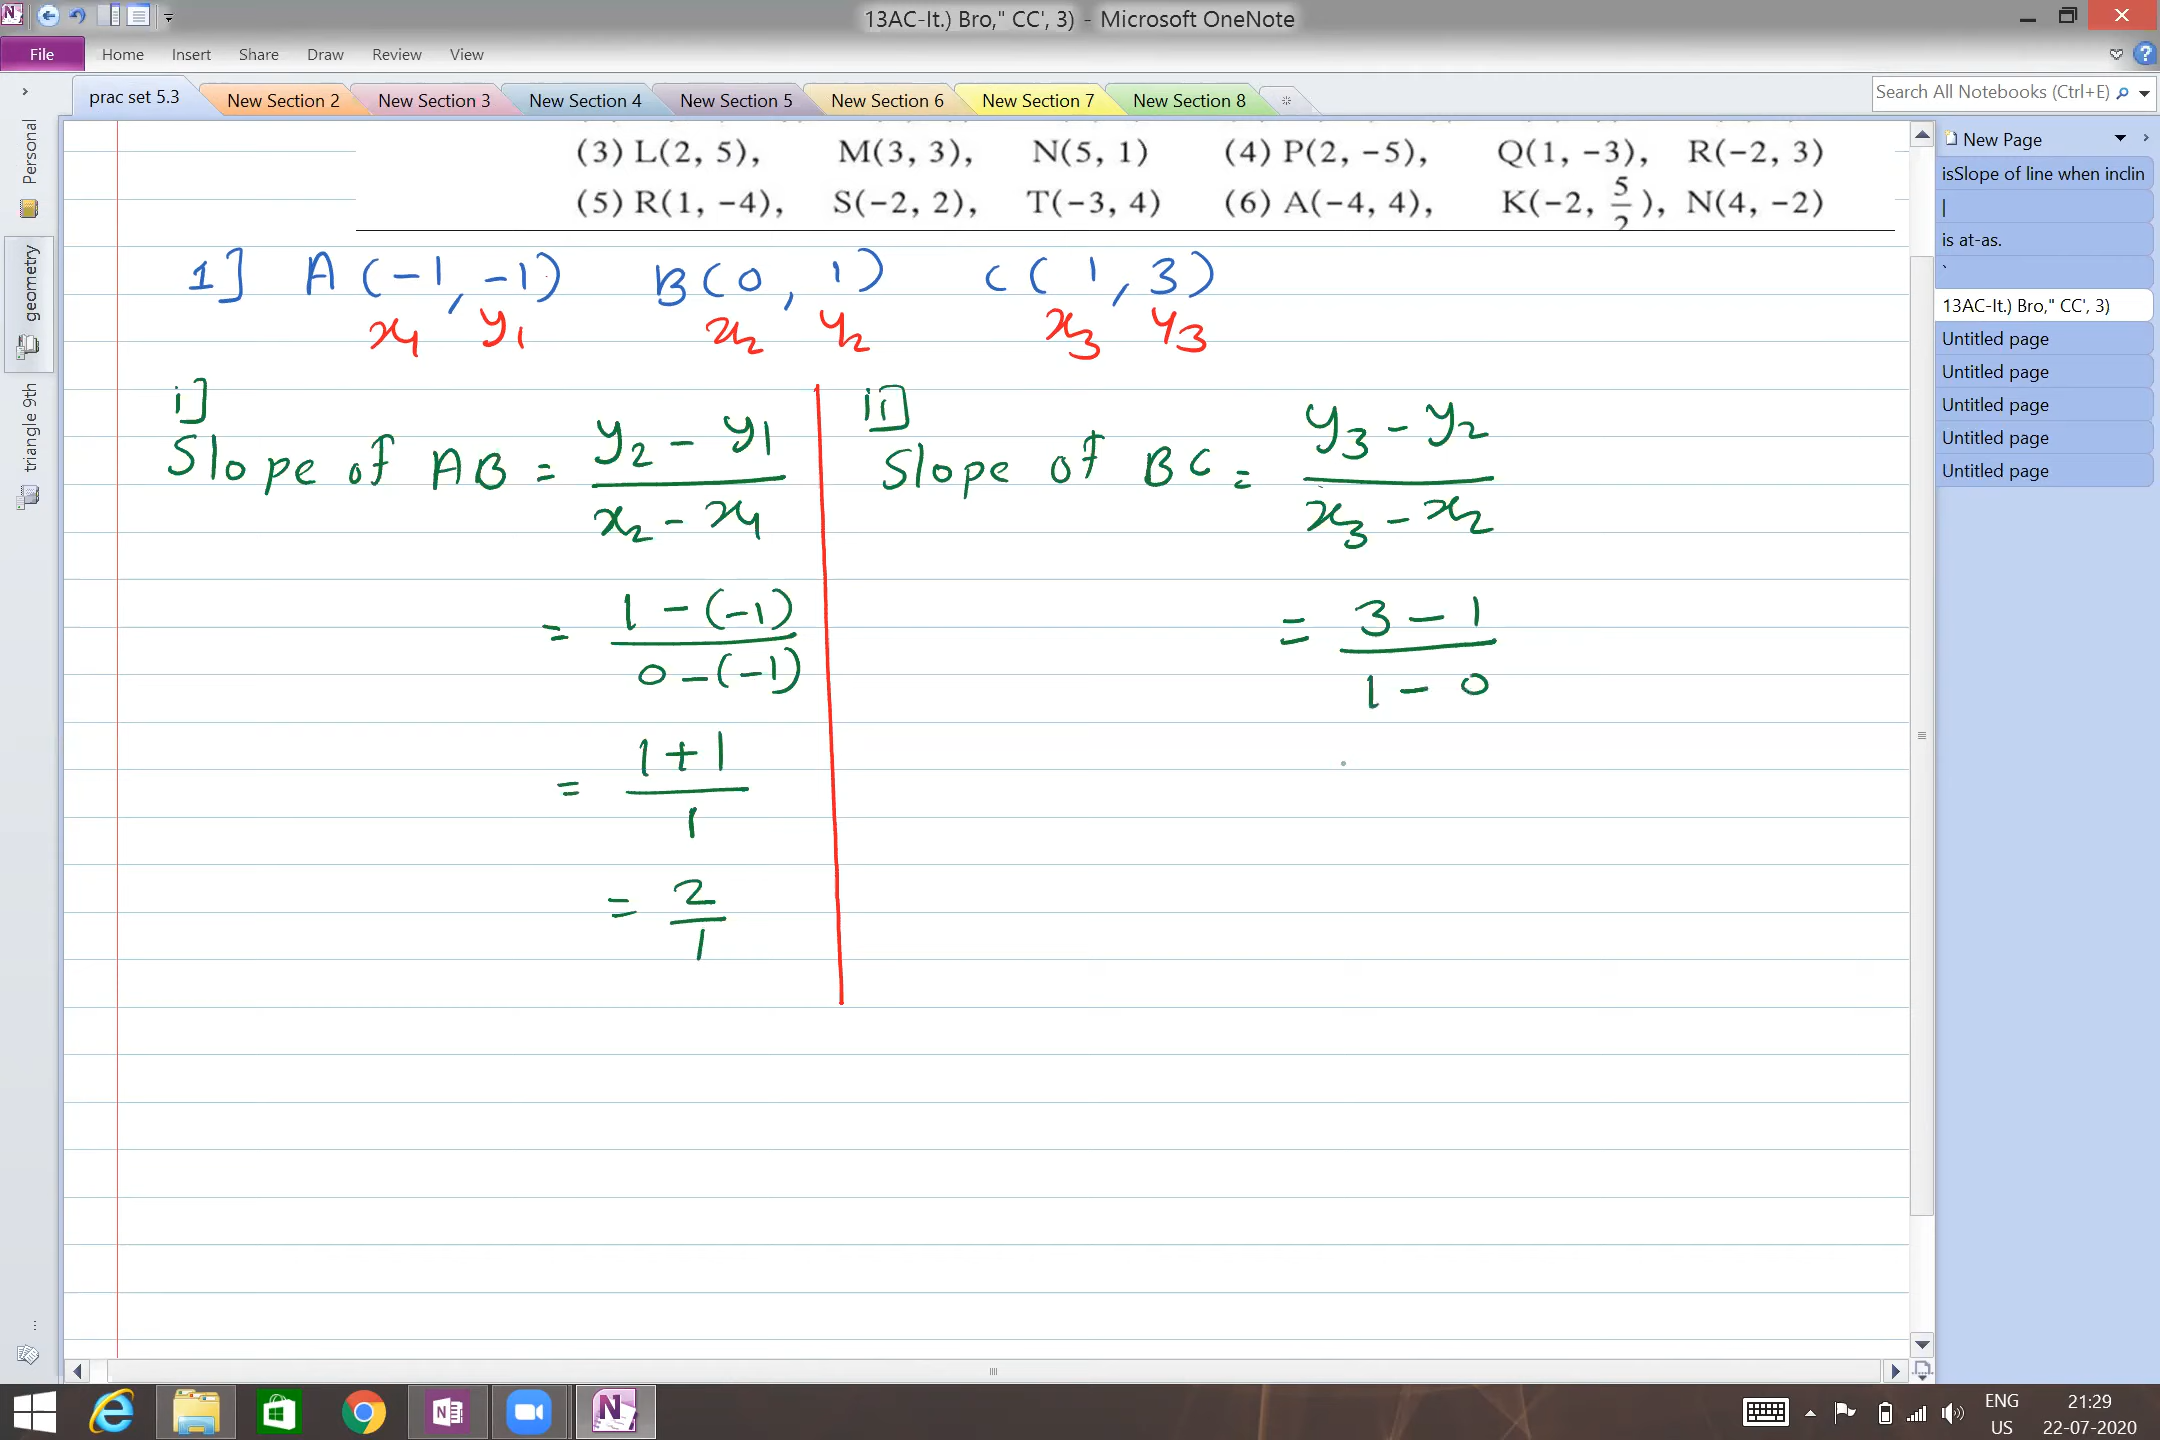 13AC-It.) Bro," CC', 3) - Microsoft OneNote
File Home Insert Share Draw Review View
prac set 5.3 New Section 2 New Section 3 New Section 4 New Section 5 New Section 6 New Section 7 New Section 8
Search All Notebooks (Ctrl+E)
Personal
geometry
triangle 9th
New Page
isSlope of line when inclin
|
is at-as.
`
13AC-It.) Bro," CC', 3)
Untitled page
Untitled page
Untitled page
Untitled page
Untitled page
(3) L(2, 5), M(3, 3), N(5, 1) (4) P(2, −5), Q(1, −3), R(−2, 3)
(5) R(1, −4), S(−2, 2), T(−3, 4) (6) A(−4, 4), K(−2, 5/2), N(4, −2)
1] A (-1, -1) B(0, 1) C(1, 3)
x₁ y₁ x₂ y₂ x₃ y₃
i]
Slope of AB = y₂ - y₁ / x₂ - x₁
= 1 - (-1) / 0 - (-1)
= 1 + 1 / 1
= 2 / 1
ii]
Slope of BC = y₃ - y₂ / x₃ - x₂
= 3 - 1 / 1 - 0
ENG 21:29
US 22-07-2020